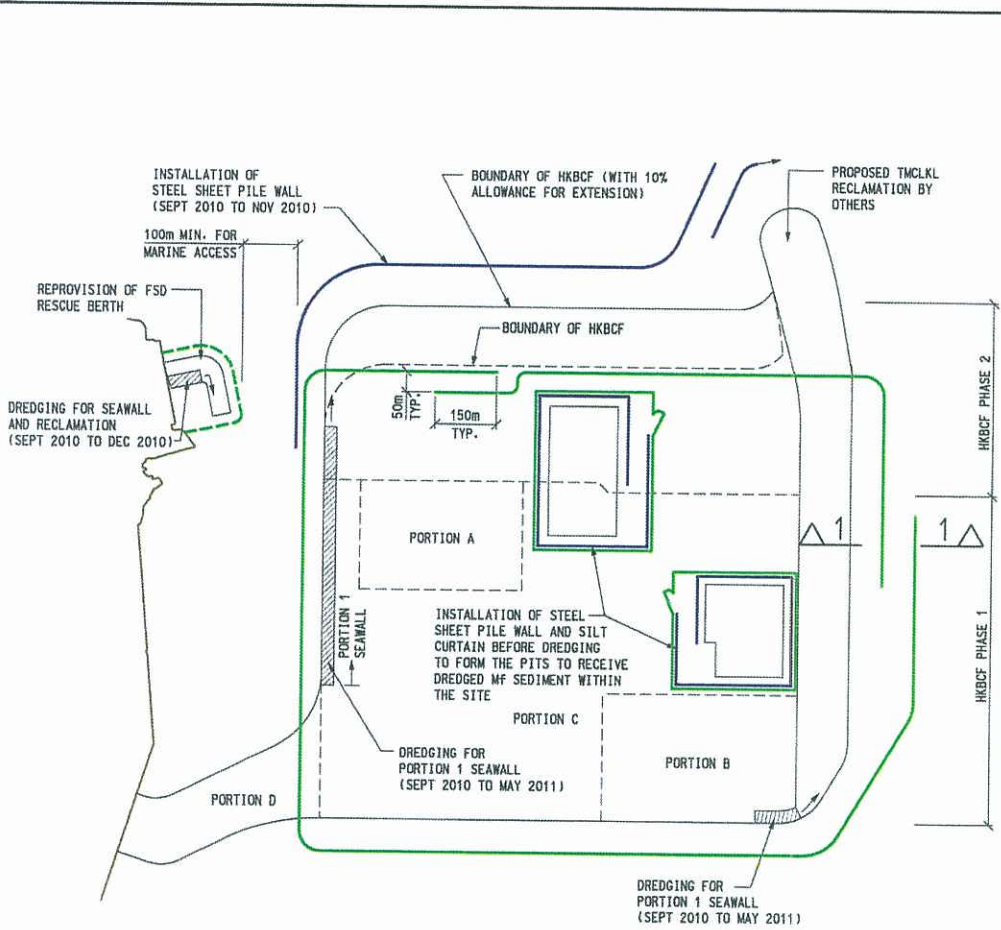 INSTALLATION OF
STEEL SHEET PILE WALL
(SEPT 2010 TO NOV 2010)
BOUNDARY OF HKBCF (WITH 10%
ALLOWANCE FOR EXTENSION)
PROPOSED TMCLKL
RECLAMATION BY
OTHERS
100m MIN. FOR
MARINE ACCESS
REPROVISION OF FSD
RESCUE BERTH
BOUNDARY OF HKBCF
DREDGING FOR SEAWALL
AND RECLAMATION
(SEPT 2010 TO DEC 2010)
50m
TYP.
150m
TYP.
HKBCF PHASE 2
PORTION A
1
1
PORTION 1
SEAWALL
INSTALLATION OF STEEL
SHEET PILE WALL AND SILT
CURTAIN BEFORE DREDGING
TO FORM THE PITS TO RECEIVE
DREDGED Mf SEDIMENT WITHIN
THE SITE
HKBCF PHASE 1
PORTION C
DREDGING FOR
PORTION 1 SEAWALL
(SEPT 2010 TO MAY 2011)
PORTION B
PORTION D
DREDGING FOR
PORTION 1 SEAWALL
(SEPT 2010 TO MAY 2011)